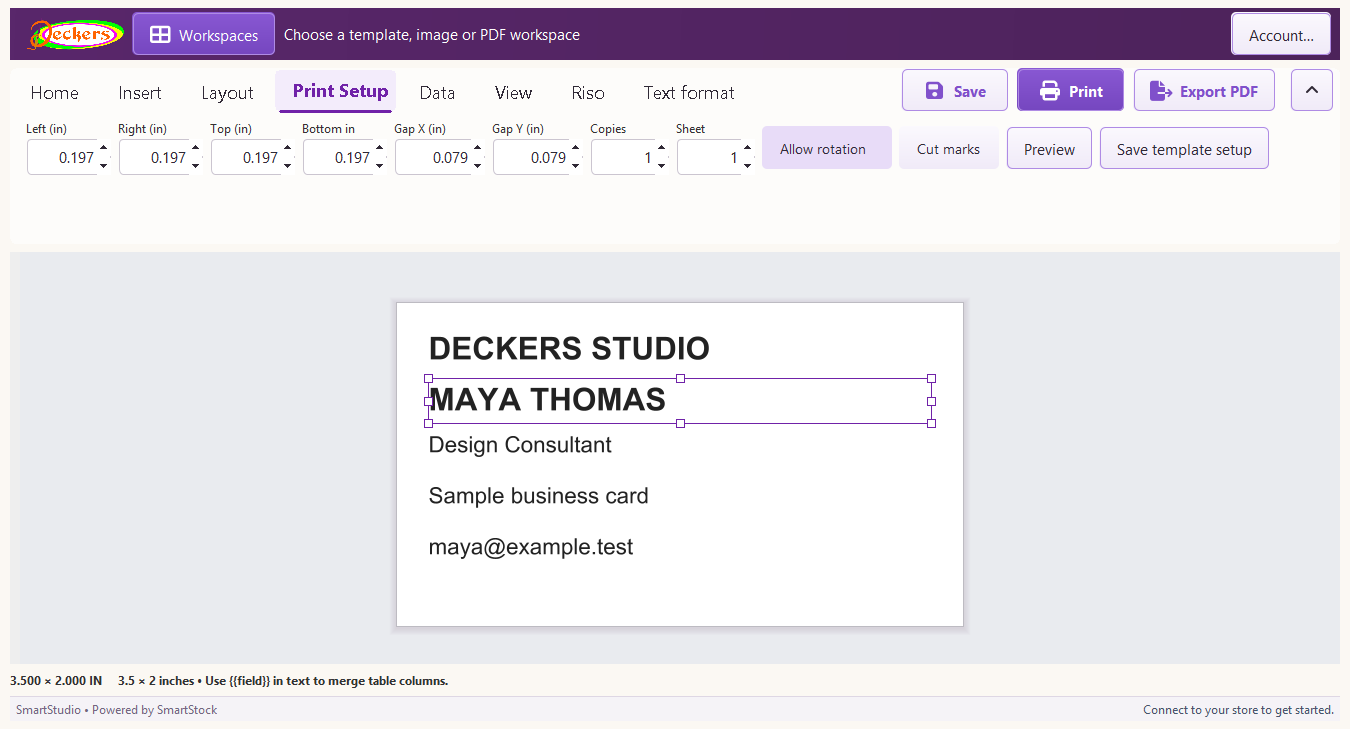 Deckers
Workspaces
Choose a template, image or PDF workspace
Account...
Home Insert Layout Print Setup Data View Riso Text format
Save
Print
Export PDF
Left (in) Right (in) Top (in) Bottom in Gap X (in) Gap Y (in) Copies Sheet
0.197 0.197 0.197 0.197 0.079 0.079 1 1
Allow rotation
Cut marks
Preview
Save template setup
DECKERS STUDIO
MAYA THOMAS
Design Consultant
Sample business card
maya@example.test
3.500 × 2.000 IN 3.5 × 2 inches • Use {{field}} in text to merge table columns.
SmartStudio • Powered by SmartStock
Connect to your store to get started.